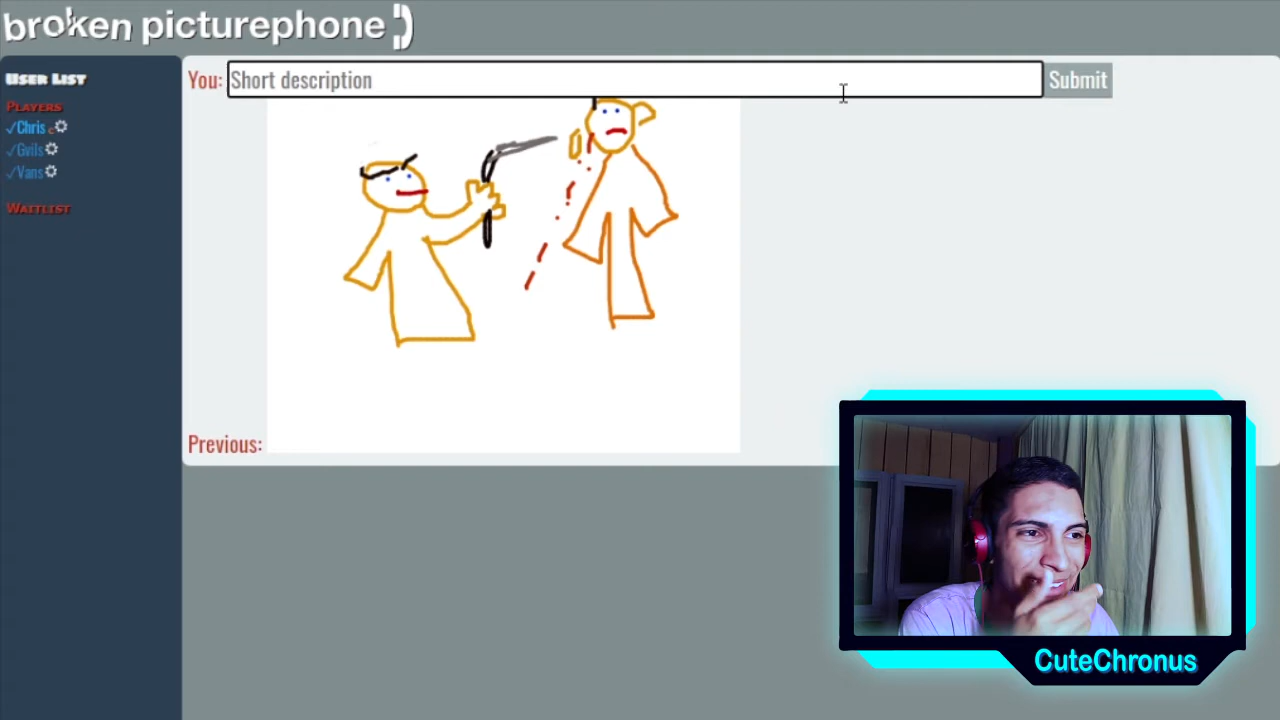 broken picturephone
User List
Players
✓Chris c
✓Gvils
✓Vans
Waitlist
You: Short description Submit
Previous:
CuteChronus